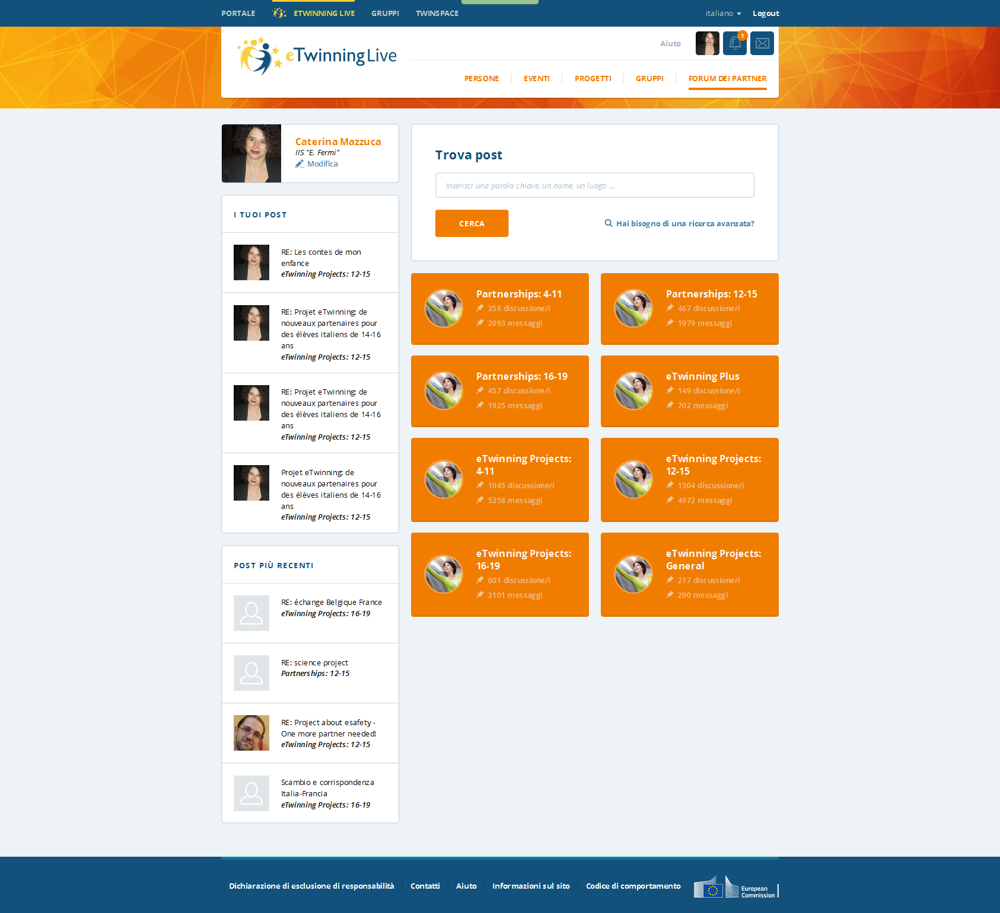 PORTALE
ETWINNING LIVE
GRUPPI
TWINSPACE
italiano
Logout
eTwinning Live
Aiuto
1
PERSONE
EVENTI
PROGETTI
GRUPPI
FORUM DEI PARTNER
Caterina Mazzuca
IIS "E. Fermi"
Modifica
I TUOI POST
RE: Les contes de mon
enfance
eTwinning Projects: 12-15
RE: Projet eTwinning: de
nouveaux partenaires pour
des élèves italiens de 14-16
ans
eTwinning Projects: 12-15
RE: Projet eTwinning: de
nouveaux partenaires pour
des élèves italiens de 14-16
ans
eTwinning Projects: 12-15
Projet eTwinning: de
nouveaux partenaires pour
des élèves italiens de 14-16
ans
eTwinning Projects: 12-15
POST PIÙ RECENTI
RE: échange Belgique France
eTwinning Projects: 16-19
RE: science project
Partnerships: 12-15
RE: Project about esafety -
One more partner needed!
eTwinning Projects: 12-15
Scambio e corrispondenza
Italia-Francia
eTwinning Projects: 16-19
Trova post
Inserisci una parola chiave, un nome, un luogo ...
CERCA
Hai bisogno di una ricerca avanzata?
Partnerships: 4-11
358 discussione/i
2093 messaggi
Partnerships: 12-15
467 discussione/i
1979 messaggi
Partnerships: 16-19
457 discussione/i
1925 messaggi
eTwinning Plus
149 discussione/i
702 messaggi
eTwinning Projects:
4-11
1045 discussione/i
5358 messaggi
eTwinning Projects:
12-15
1304 discussione/i
4972 messaggi
eTwinning Projects:
16-19
601 discussione/i
2101 messaggi
eTwinning Projects:
General
217 discussione/i
290 messaggi
Dichiarazione di esclusione di responsabilità
Contatti
Aiuto
Informazioni sul sito
Codice di comportamento
European
Commission